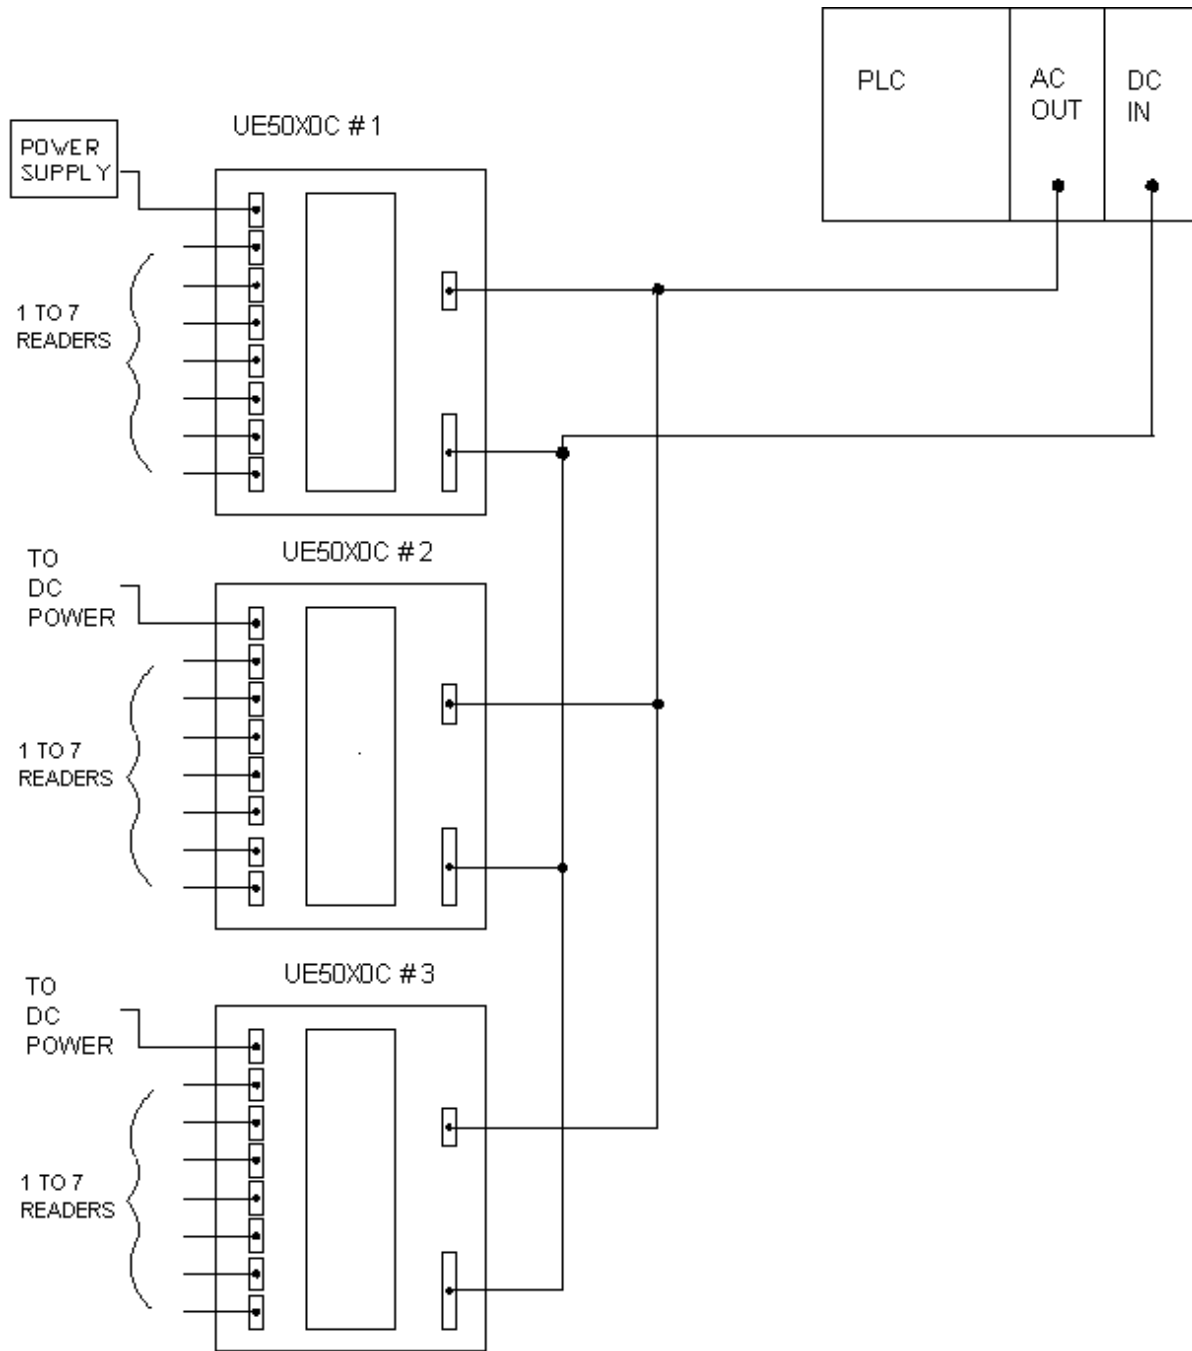 PLC
AC
OUT
DC
IN
UE50X0C #1
POWER
SUPPLY
1 TO 7
READERS
UE50X0C #2
TO
DC
POWER
1 TO 7
READERS
UE50X0C #3
TO
DC
POWER
1 TO 7
READERS